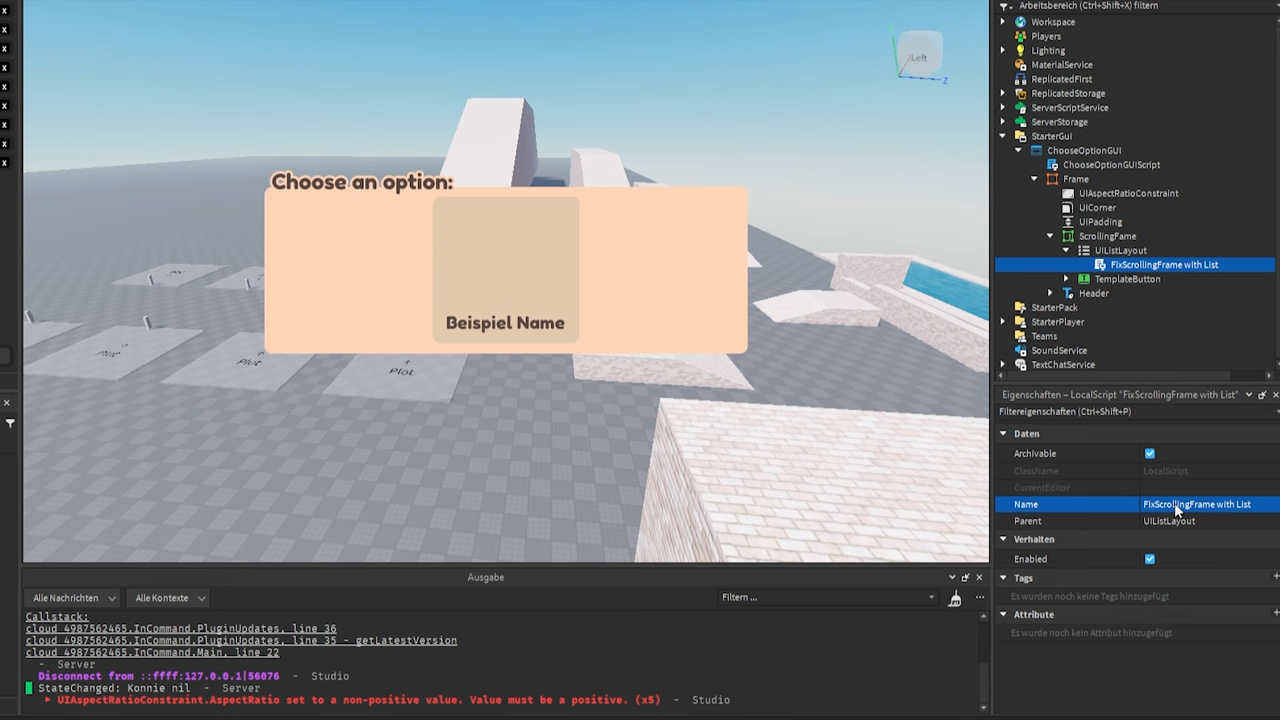 Arbeitsbereich (Ctrl+Shift+X) filtern
Workspace
Players
Lighting
MaterialService
ReplicatedFirst
ReplicatedStorage
ServerScriptService
ServerStorage
StarterGui
ChooseOptionGUI
ChooseOptionGUIScript
Frame
UIAspectRatioConstraint
UICorner
UIPadding
ScrollingFame
UIListLayout
FixScrollingFrame with List
TemplateButton
Header
StarterPack
StarterPlayer
Teams
SoundService
TextChatService
Left
Z
Choose an option:
Beispiel Name
Plot
Plot
Plot
Eigenschaften – LocalScript "FixScrollingFrame with List"
Filtereigenschaften (Ctrl+Shift+P)
Daten
Archivable
ClassName LocalScript
CurrentEditor
Name FixScrollingFrame with List
Parent UIListLayout
Verhalten
Enabled
Tags
Es wurden noch keine Tags hinzugefügt
Attribute
Es wurde noch kein Attribut hinzugefügt
Ausgabe
Alle Nachrichten Alle Kontexte Filtern ...
Callstack:
cloud_4987562465.InCommand.PluginUpdates, line 36
cloud_4987562465.InCommand.PluginUpdates, line 35 - getLatestVersion
cloud_4987562465.InCommand.Main, line 22
- Server
Disconnect from ::ffff:127.0.0.1|56076 - Studio
StateChanged: Konnie nil - Server
UIAspectRatioConstraint.AspectRatio set to a non-positive value. Value must be a positive. (x5) - Studio